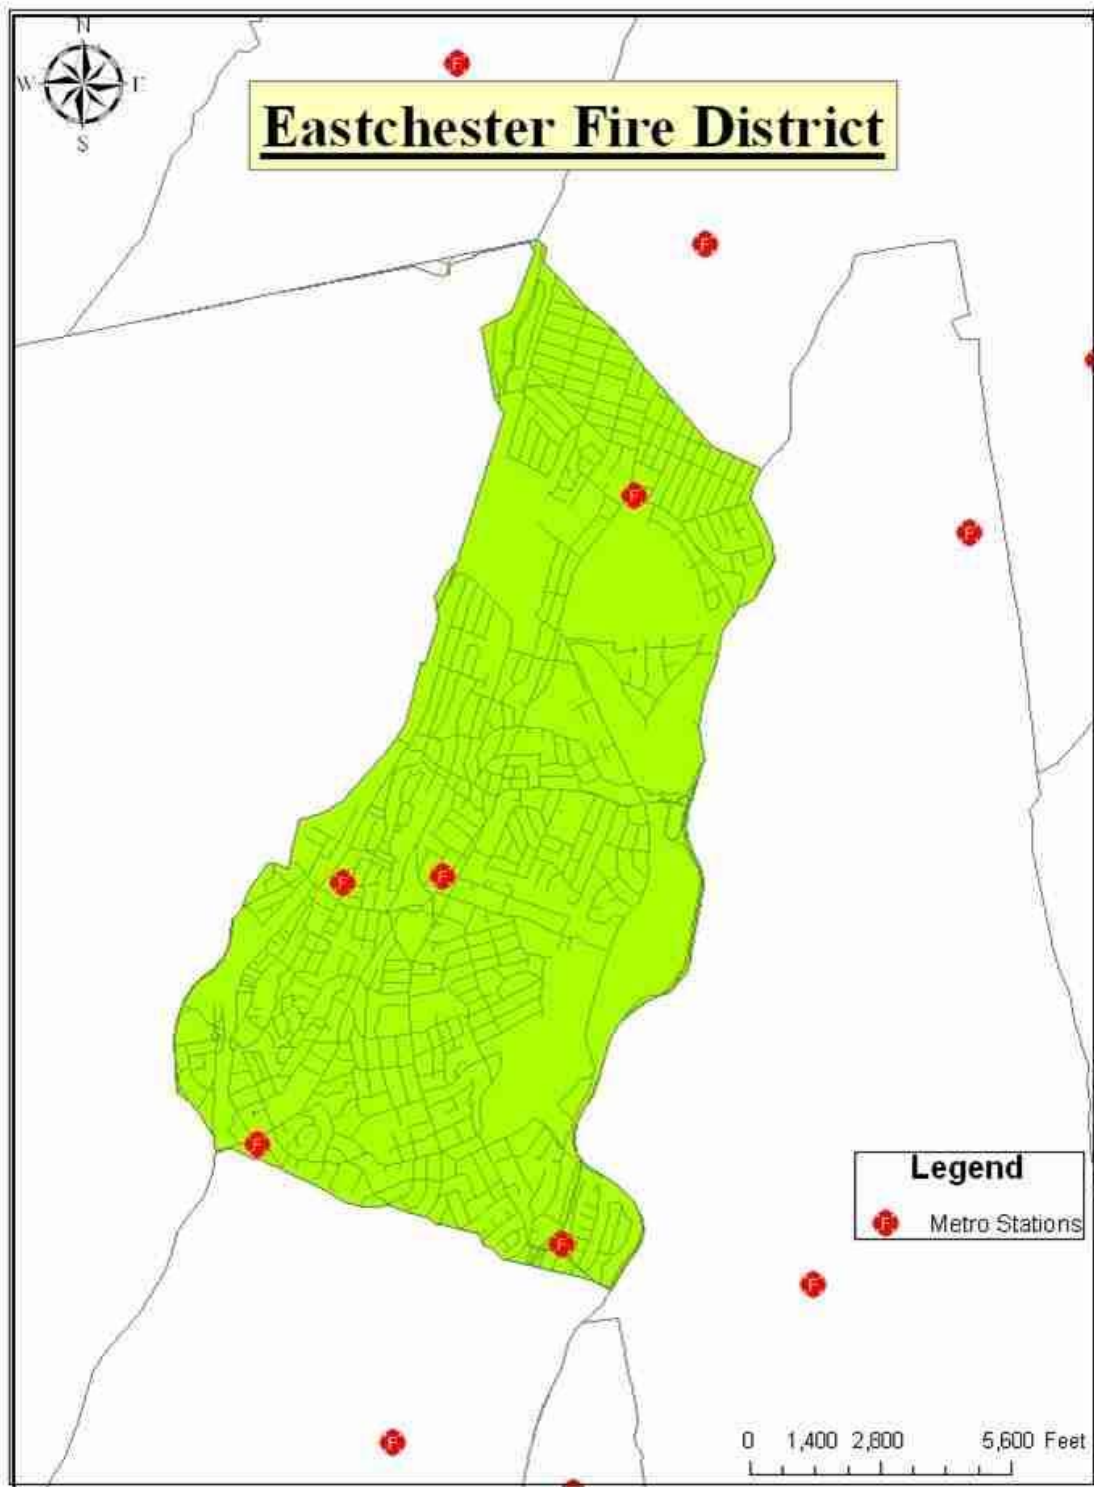 N
W E
S
Eastchester Fire District
F
F
F
F
F
F
F
F
Legend
F Metro Stations
F
F
0 1,400 2,800 5,600 Feet